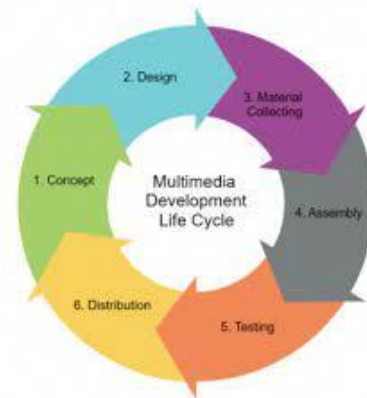 2. Design
3. Material
Collecting
1. Concept
Multimedia
Development
Life Cycle
4. Assembly
6. Distribution
5. Testing